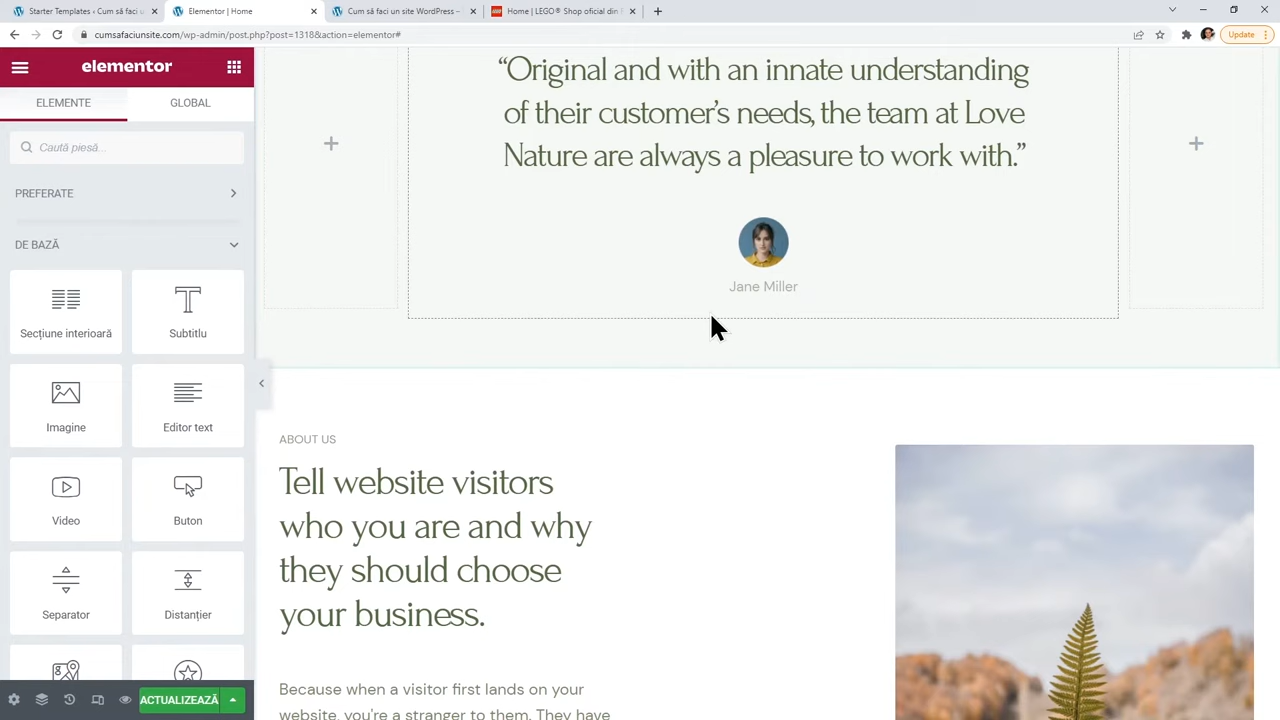 Starter Templates ‹ Cum să faci u
Elementor | Home
Cum să faci un site WordPress –
Home | LEGO® Shop oficial din
cumsafaciunsite.com/wp-admin/post.php?post=1318&action=elementor#
Update
elementor
ELEMENTE
GLOBAL
Caută piesă...
PREFERATE
DE BAZĂ
Secțiune interioară
Subtitlu
Imagine
Editor text
Video
Buton
Separator
Distanțier
ACTUALIZEAZĂ
“Original and with an innate understanding
of their customer’s needs, the team at Love
Nature are always a pleasure to work with.”
Jane Miller
ABOUT US
Tell website visitors
who you are and why
they should choose
your business.
Because when a visitor first lands on your
website, you're a stranger to them. They have